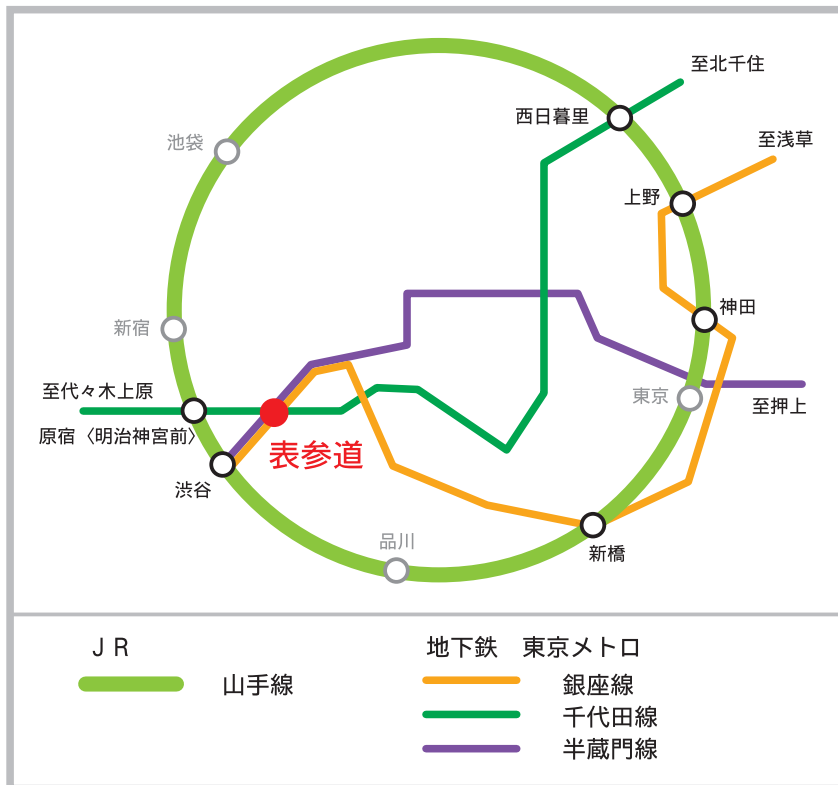 至北千住
西日暮里
至浅草
池袋
上野
神田
新宿
至代々木上原
東京
至押上
原宿〈明治神宮前〉
表参道
渋谷
品川
新橋
ＪＲ
地下鉄　東京メトロ
山手線
銀座線
千代田線
半蔵門線